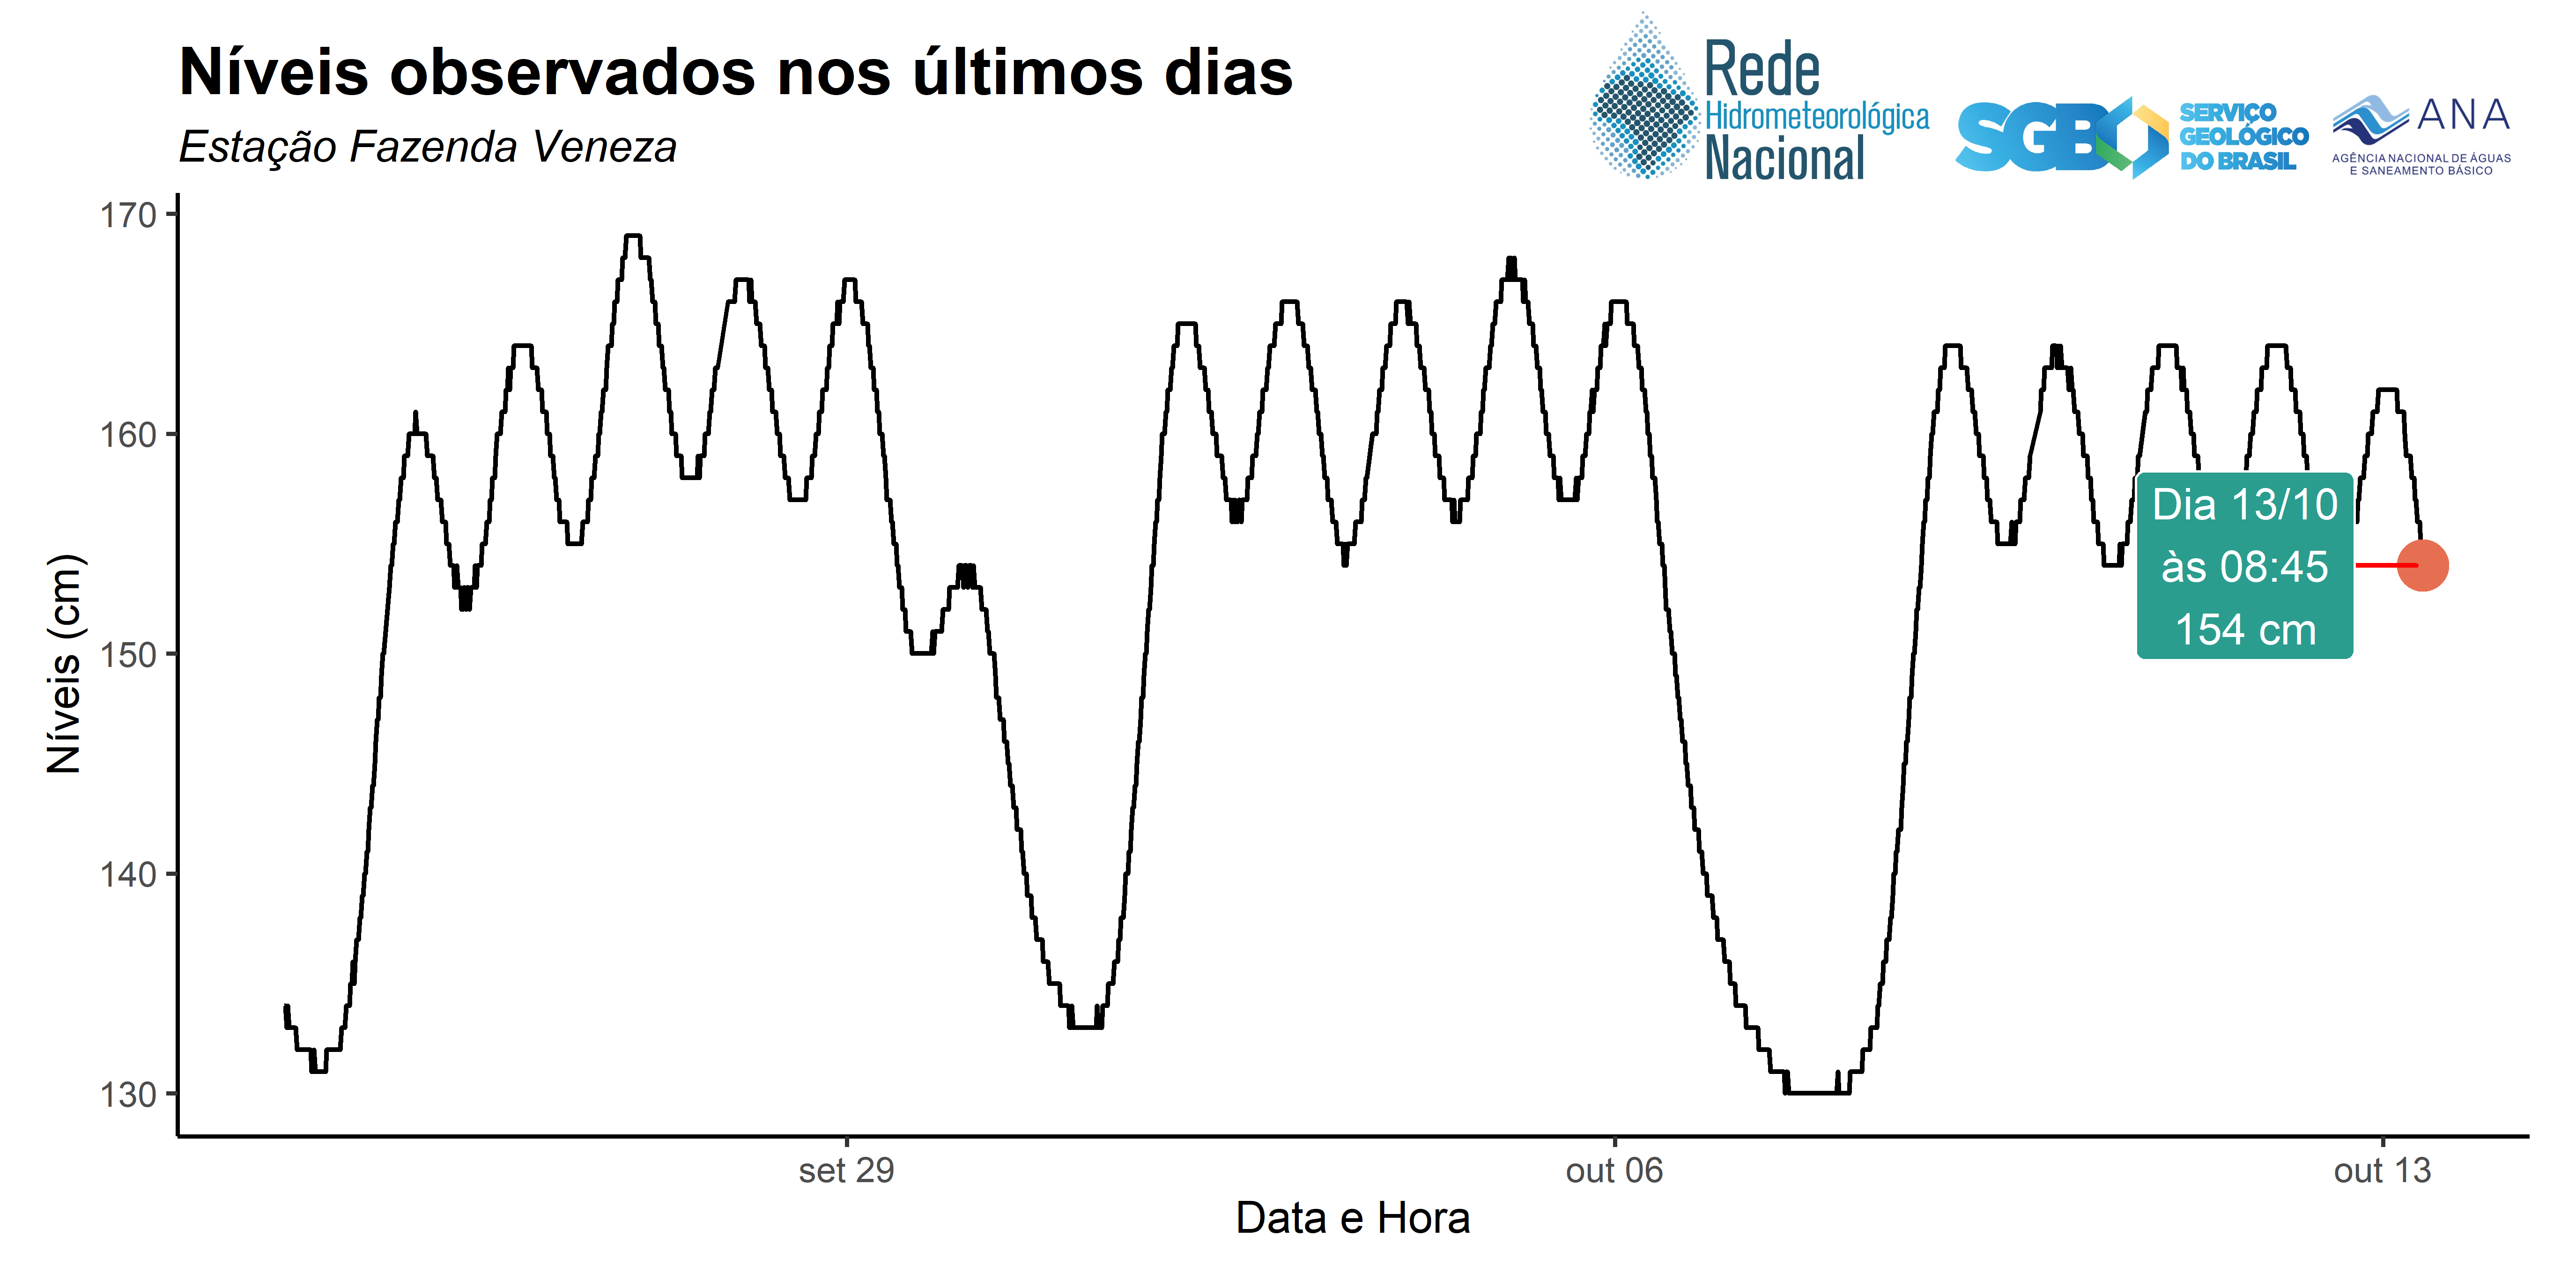 Níveis observados nos últimos dias
Estação Fazenda Veneza
Rede
Hidrometeorológica
Nacional
SGB
SERVIÇO
GEOLÓGICO
DO BRASIL
ANA
AGÊNCIA NACIONAL DE ÁGUAS
E SANEAMENTO BÁSICO
Níveis (cm)
170
160
150
140
130
Dia 13/10
às 08:45
154 cm
set 29
out 06
out 13
Data e Hora